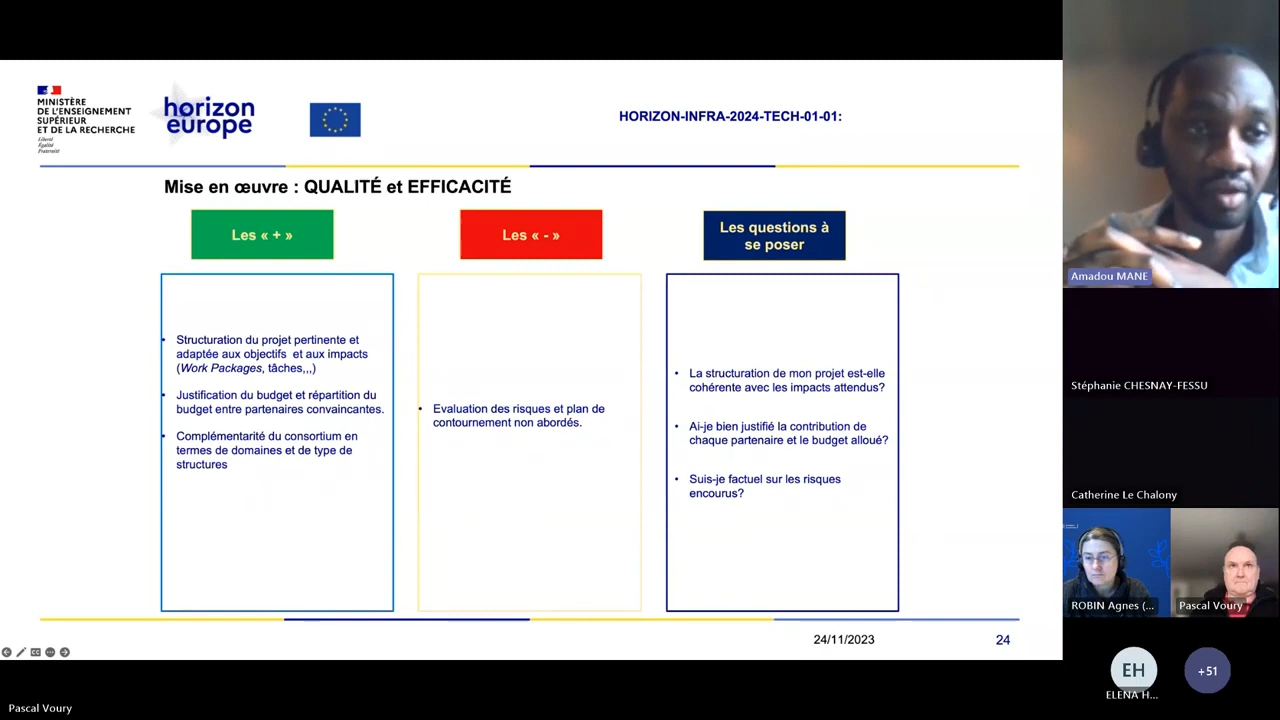 MINISTÈRE
DE L'ENSEIGNEMENT
SUPÉRIEUR
ET DE LA RECHERCHE
Liberté
Égalité
Fraternité
horizon
europe
HORIZON-INFRA-2024-TECH-01-01:
Mise en œuvre : QUALITÉ et EFFICACITÉ
Les « + »
• Structuration du projet pertinente et
adaptée aux objectifs et aux impacts
(Work Packages, tâches,,,)
• Justification du budget et répartition du
budget entre partenaires convaincantes.
• Complémentarité du consortium en
termes de domaines et de type de
structures
Les « - »
• Evaluation des risques et plan de
contournement non abordés.
Les questions à
se poser
• La structuration de mon projet est-elle
cohérente avec les impacts attendus?
• Ai-je bien justifié la contribution de
chaque partenaire et le budget alloué?
• Suis-je factuel sur les risques
encourus?
24/11/2023
24
Amadou MANE
Stéphanie CHESNAY-FESSU
Catherine Le Chalony
ROBIN Agnes (...
Pascal Voury
EH
ELENA H...
+51
Pascal Voury